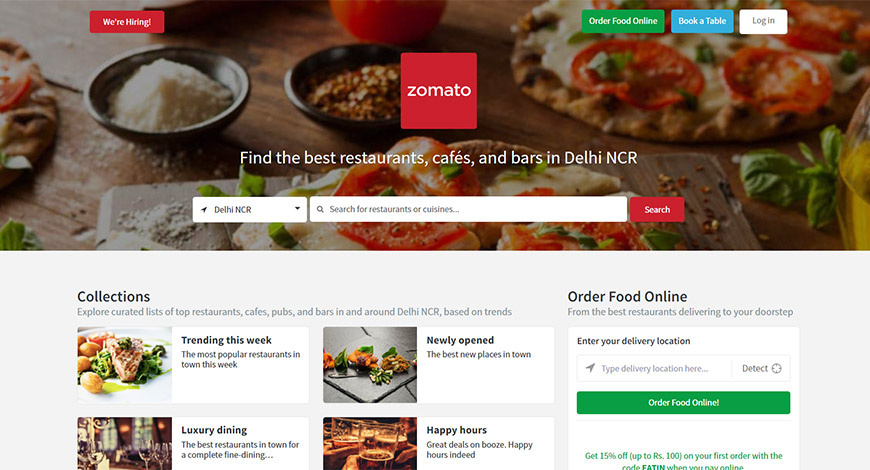 We're Hiring!
Order Food Online
Book a Table
Log in
zomato
Find the best restaurants, cafés, and bars in Delhi NCR
Delhi NCR
Search for restaurants or cuisines...
Search
Collections
Explore curated lists of top restaurants, cafes, pubs, and bars in and around Delhi NCR, based on trends
Trending this week
The most popular restaurants in
town this week
Newly opened
The best new places in town
Luxury dining
The best restaurants in town for
a complete fine-dining…
Happy hours
Great deals on booze. Happy
hours indeed
Order Food Online
From the best restaurants delivering to your doorstep
Enter your delivery location
Type delivery location here...
Detect
Order Food Online!
Get 15% off (up to Rs. 100) on your first order with the
code EATIN when you pay online